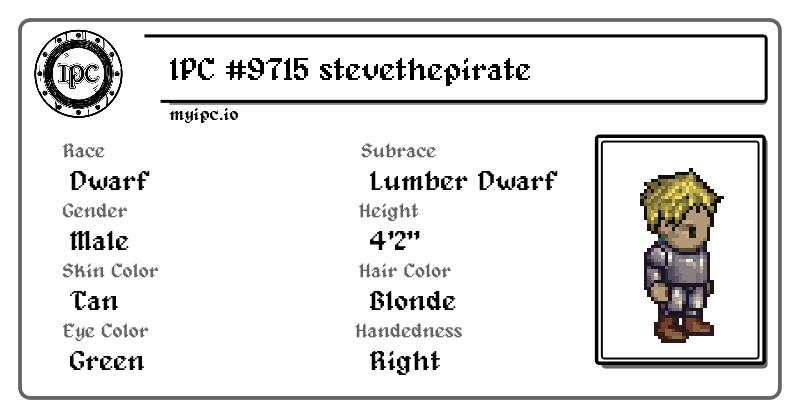 IPC
IPC #9715 stevethepirate
myipc.io
Race
Subrace
Dwarf
Lumber Dwarf
Gender
Height
Male
4'2"
Skin Color
Hair Color
Tan
Blonde
Eye Color
Handedness
Green
Right